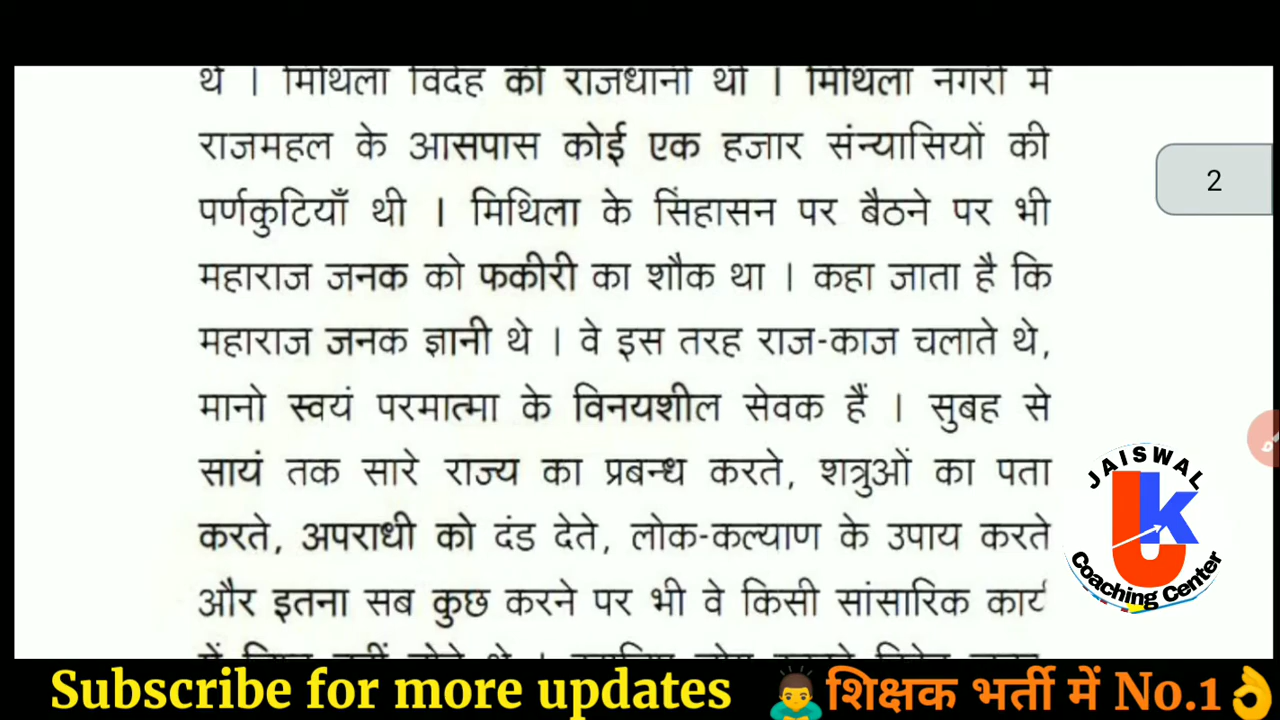 थे । मिथिला विदेह की राजधानी थी । मिथिला नगरी में
राजमहल के आसपास कोई एक हजार संन्यासियों की
पर्णकुटियाँ थी । मिथिला के सिंहासन पर बैठने पर भी
महाराज जनक को फकीरी का शौक था । कहा जाता है कि
महाराज जनक ज्ञानी थे । वे इस तरह राज-काज चलाते थे,
मानो स्वयं परमात्मा के विनयशील सेवक हैं । सुबह से
सायं तक सारे राज्य का प्रबन्ध करते, शत्रुओं का पता
करते, अपराधी को दंड देते, लोक-कल्याण के उपाय करते
और इतना सब कुछ करने पर भी वे किसी सांसारिक
2
JAISWAL
UK
Coaching Center
Subscribe for more updates 🙇‍♂️शिक्षक भर्ती में No.1👌